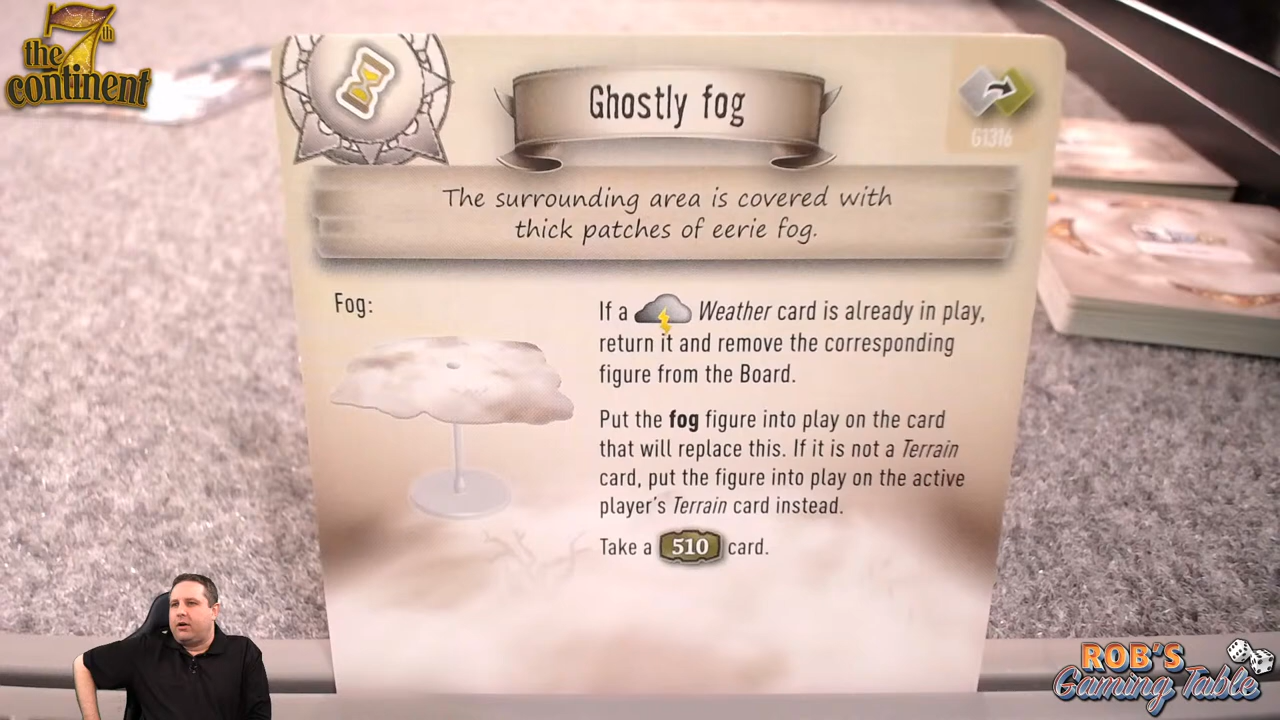 the
7th
continent
Ghostly fog
G1316
The surrounding area is covered with
thick patches of eerie fog.
Fog:
If a Weather card is already in play,
return it and remove the corresponding
figure from the Board.
Put the fog figure into play on the card
that will replace this. If it is not a Terrain
card, put the figure into play on the active
player's Terrain card instead.
Take a 510 card.
ROB'S
Gaming Table